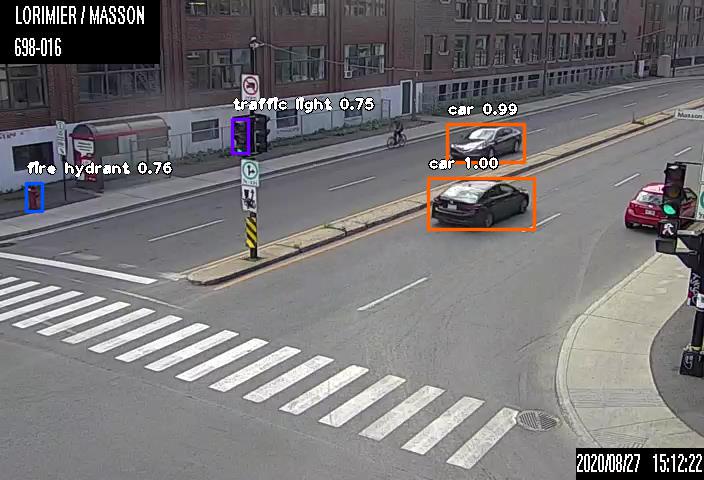 LORIMIER / MASSON
698-016
traffic light 0.75
car 0.99
Masson
car 1.00
fire hydrant 0.76
2020/08/27 15:12:22